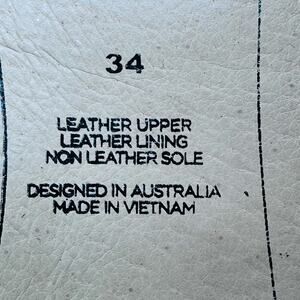 34
LEATHER UPPER
LEATHER LINING
NON LEATHER SOLE
DESIGNED IN AUSTRALIA
MADE IN VIETNAM